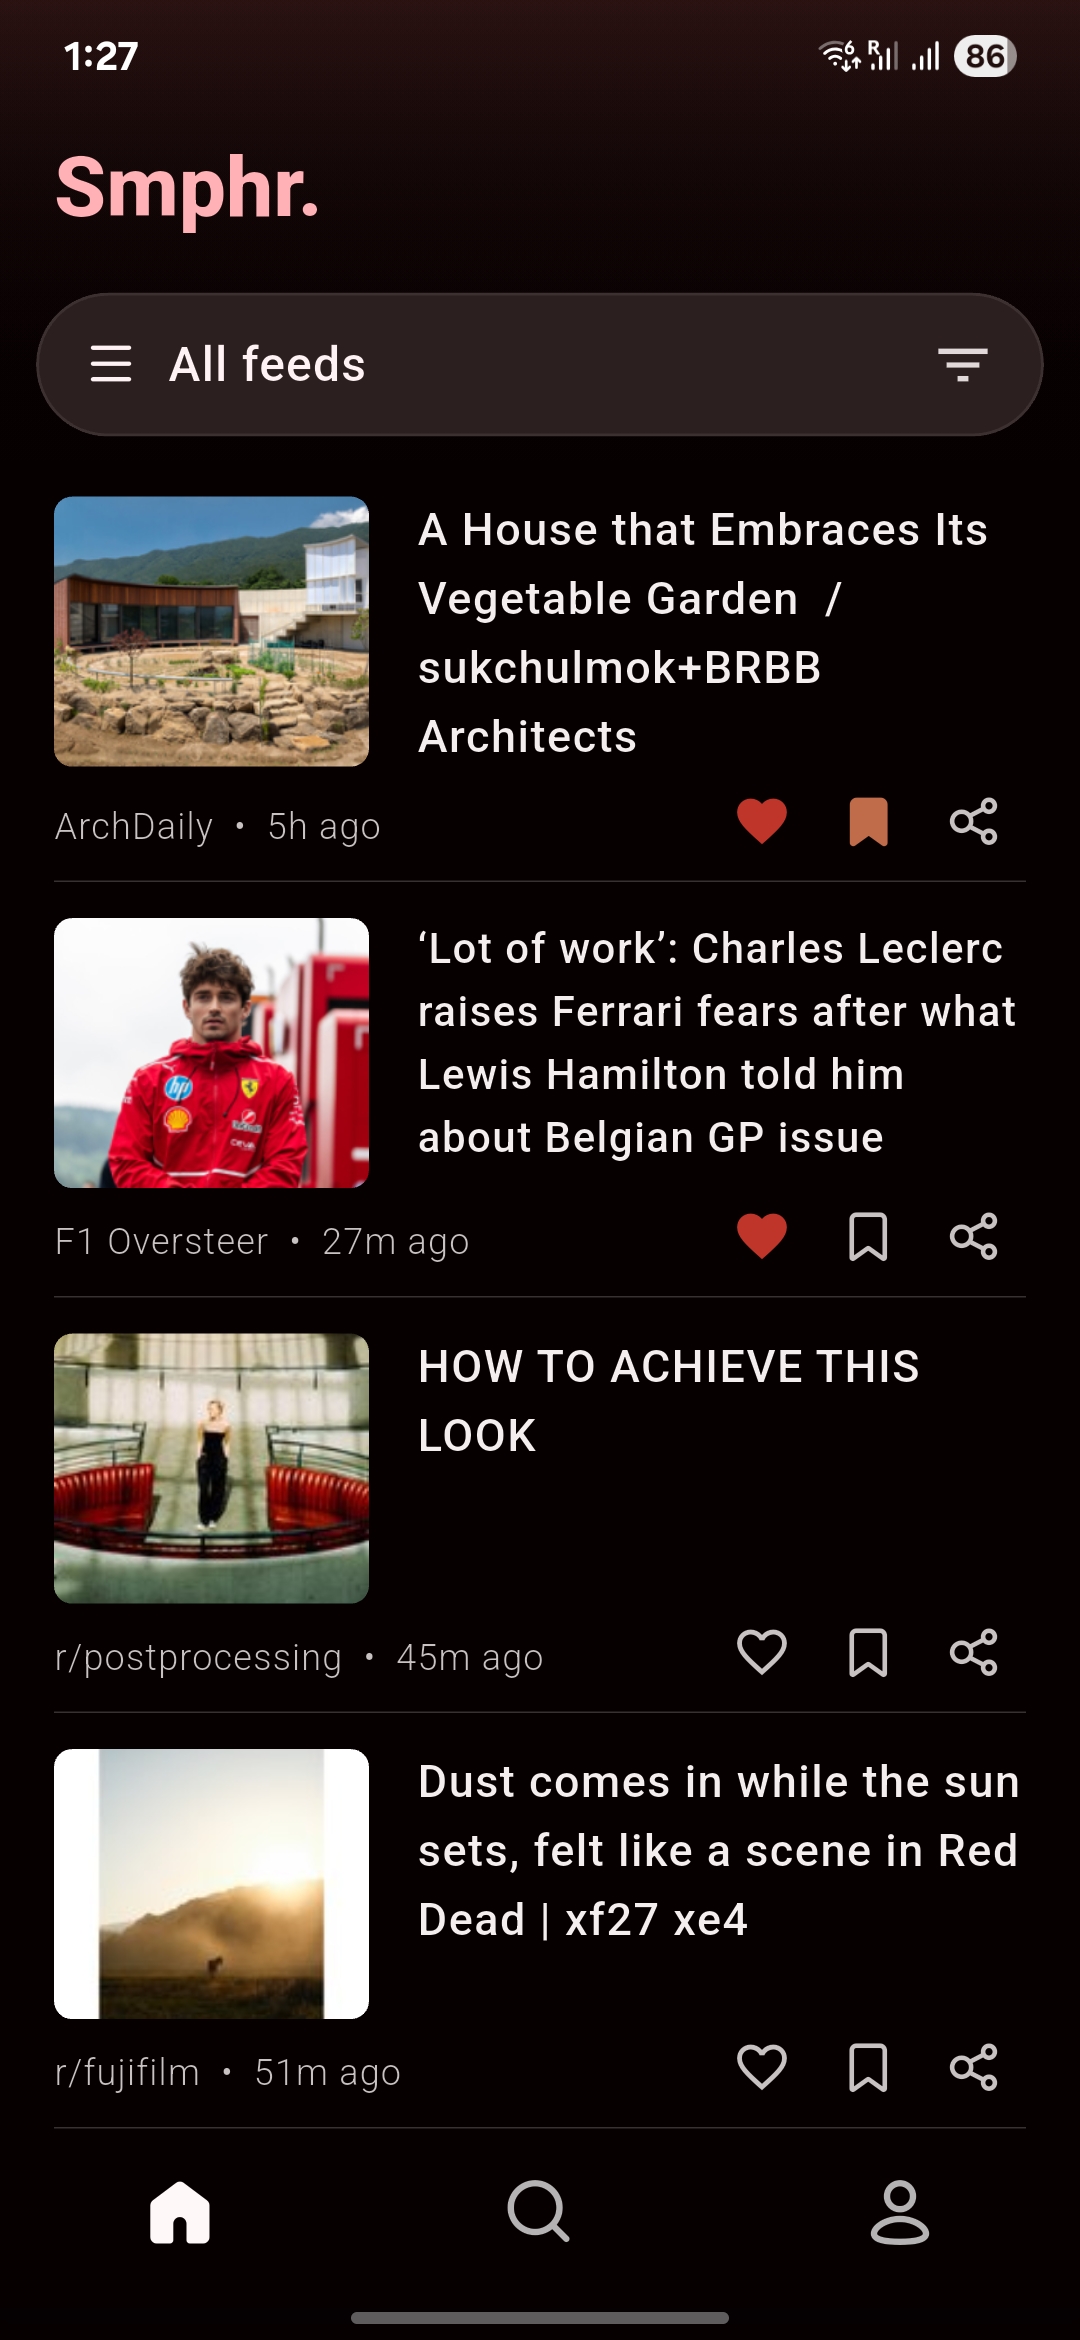 1:27
6 R 86
Smphr.
All feeds
A House that Embraces Its
Vegetable Garden /
sukchulmok+BRBB
Architects
ArchDaily • 5h ago
‘Lot of work’: Charles Leclerc
raises Ferrari fears after what
Lewis Hamilton told him
about Belgian GP issue
hp
F1 Oversteer • 27m ago
HOW TO ACHIEVE THIS
LOOK
r/postprocessing • 45m ago
Dust comes in while the sun
sets, felt like a scene in Red
Dead | xf27 xe4
r/fujifilm • 51m ago